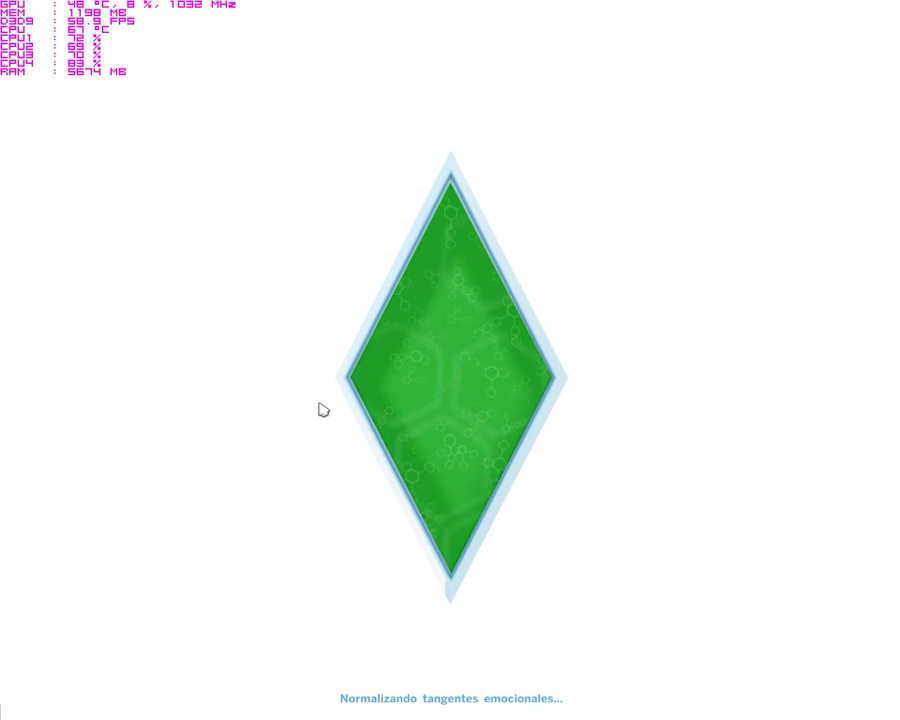 GPU : 48 °C, 8 %, 1032 MHz
MEM : 1198 MB
D3D9 : 58.9 FPS
CPU : 67 °C
CPU1 : 72 %
CPU2 : 69 %
CPU3 : 70 %
CPU4 : 83 %
RAM : 5674 MB
Normalizando tangentes emocionales...